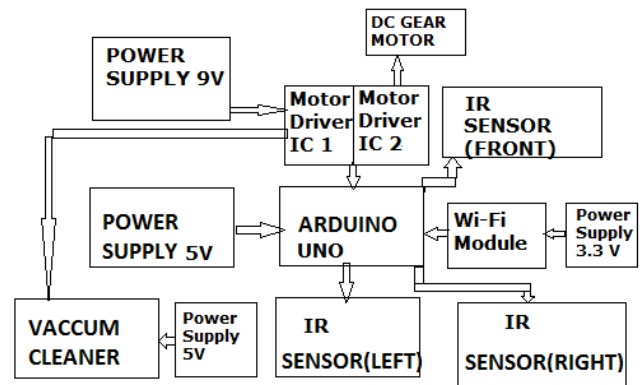 DC GEAR
MOTOR
POWER
SUPPLY 9V
Motor
Driver
IC 1
Motor
Driver
IC 2
IR
SENSOR
(FRONT)
POWER
SUPPLY 5V
ARDUINO
UNO
Wi-Fi
Module
Power
Supply
3.3 V
VACCUM
CLEANER
Power
Supply
5V
IR
SENSOR(LEFT)
IR
SENSOR(RIGHT)